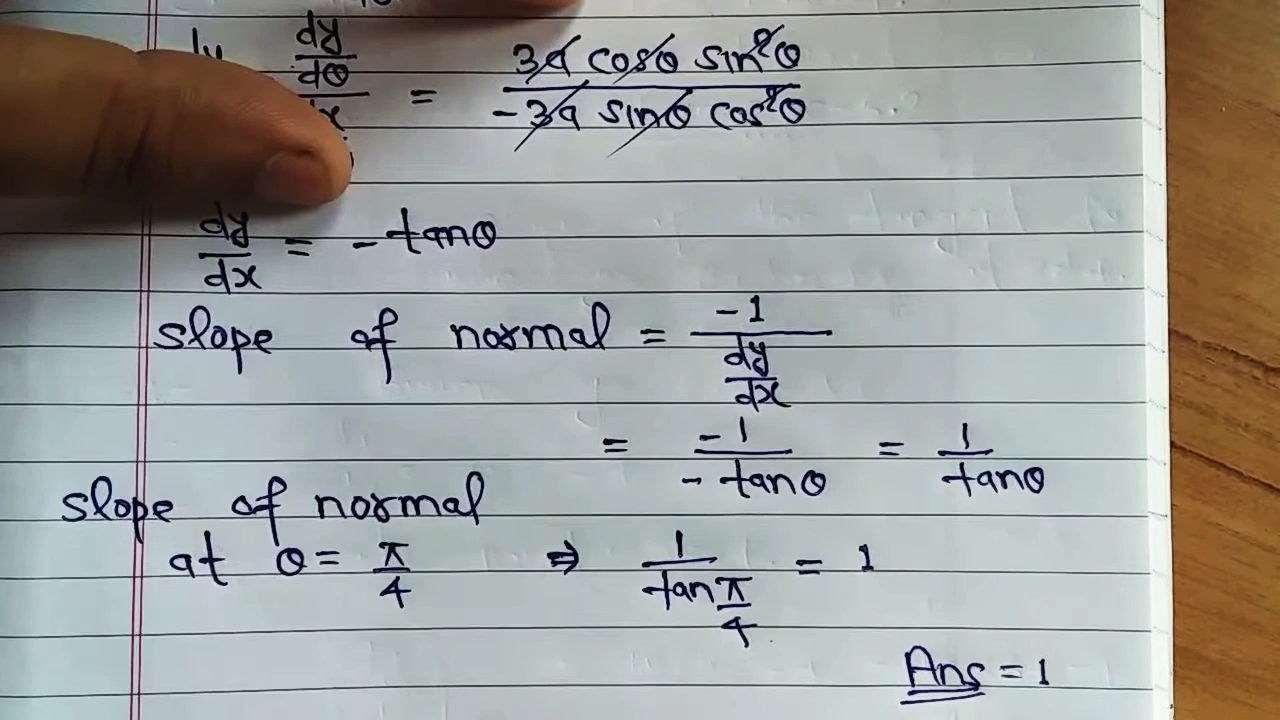 dy/dθ / dx = 3a cosθ sin²θ / -3a sinθ cos²θ
dy/dx = - tanθ
slope of normal = -1 / dy/dx
= -1 / - tanθ = 1 / tanθ
slope of normal
at θ = π/4 ⇒ 1 / tan π/4 = 1
Ans = 1